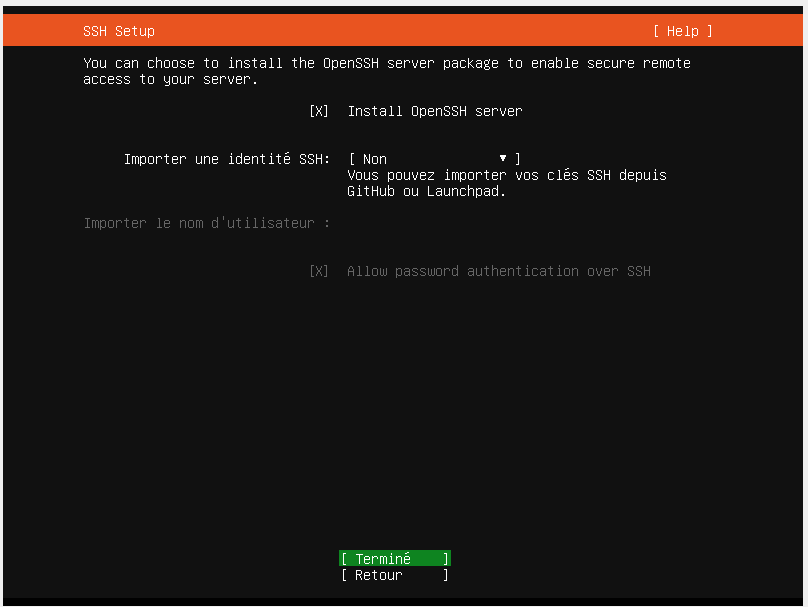 SSH Setup [ Help ]
You can choose to install the OpenSSH server package to enable secure remote
access to your server.
[X] Install OpenSSH server
Importer une identité SSH: [ Non ▼ ]
Vous pouvez importer vos clés SSH depuis
GitHub ou Launchpad.
Importer le nom d'utilisateur :
[X] Allow password authentication over SSH
[ Terminé ]
[ Retour ]